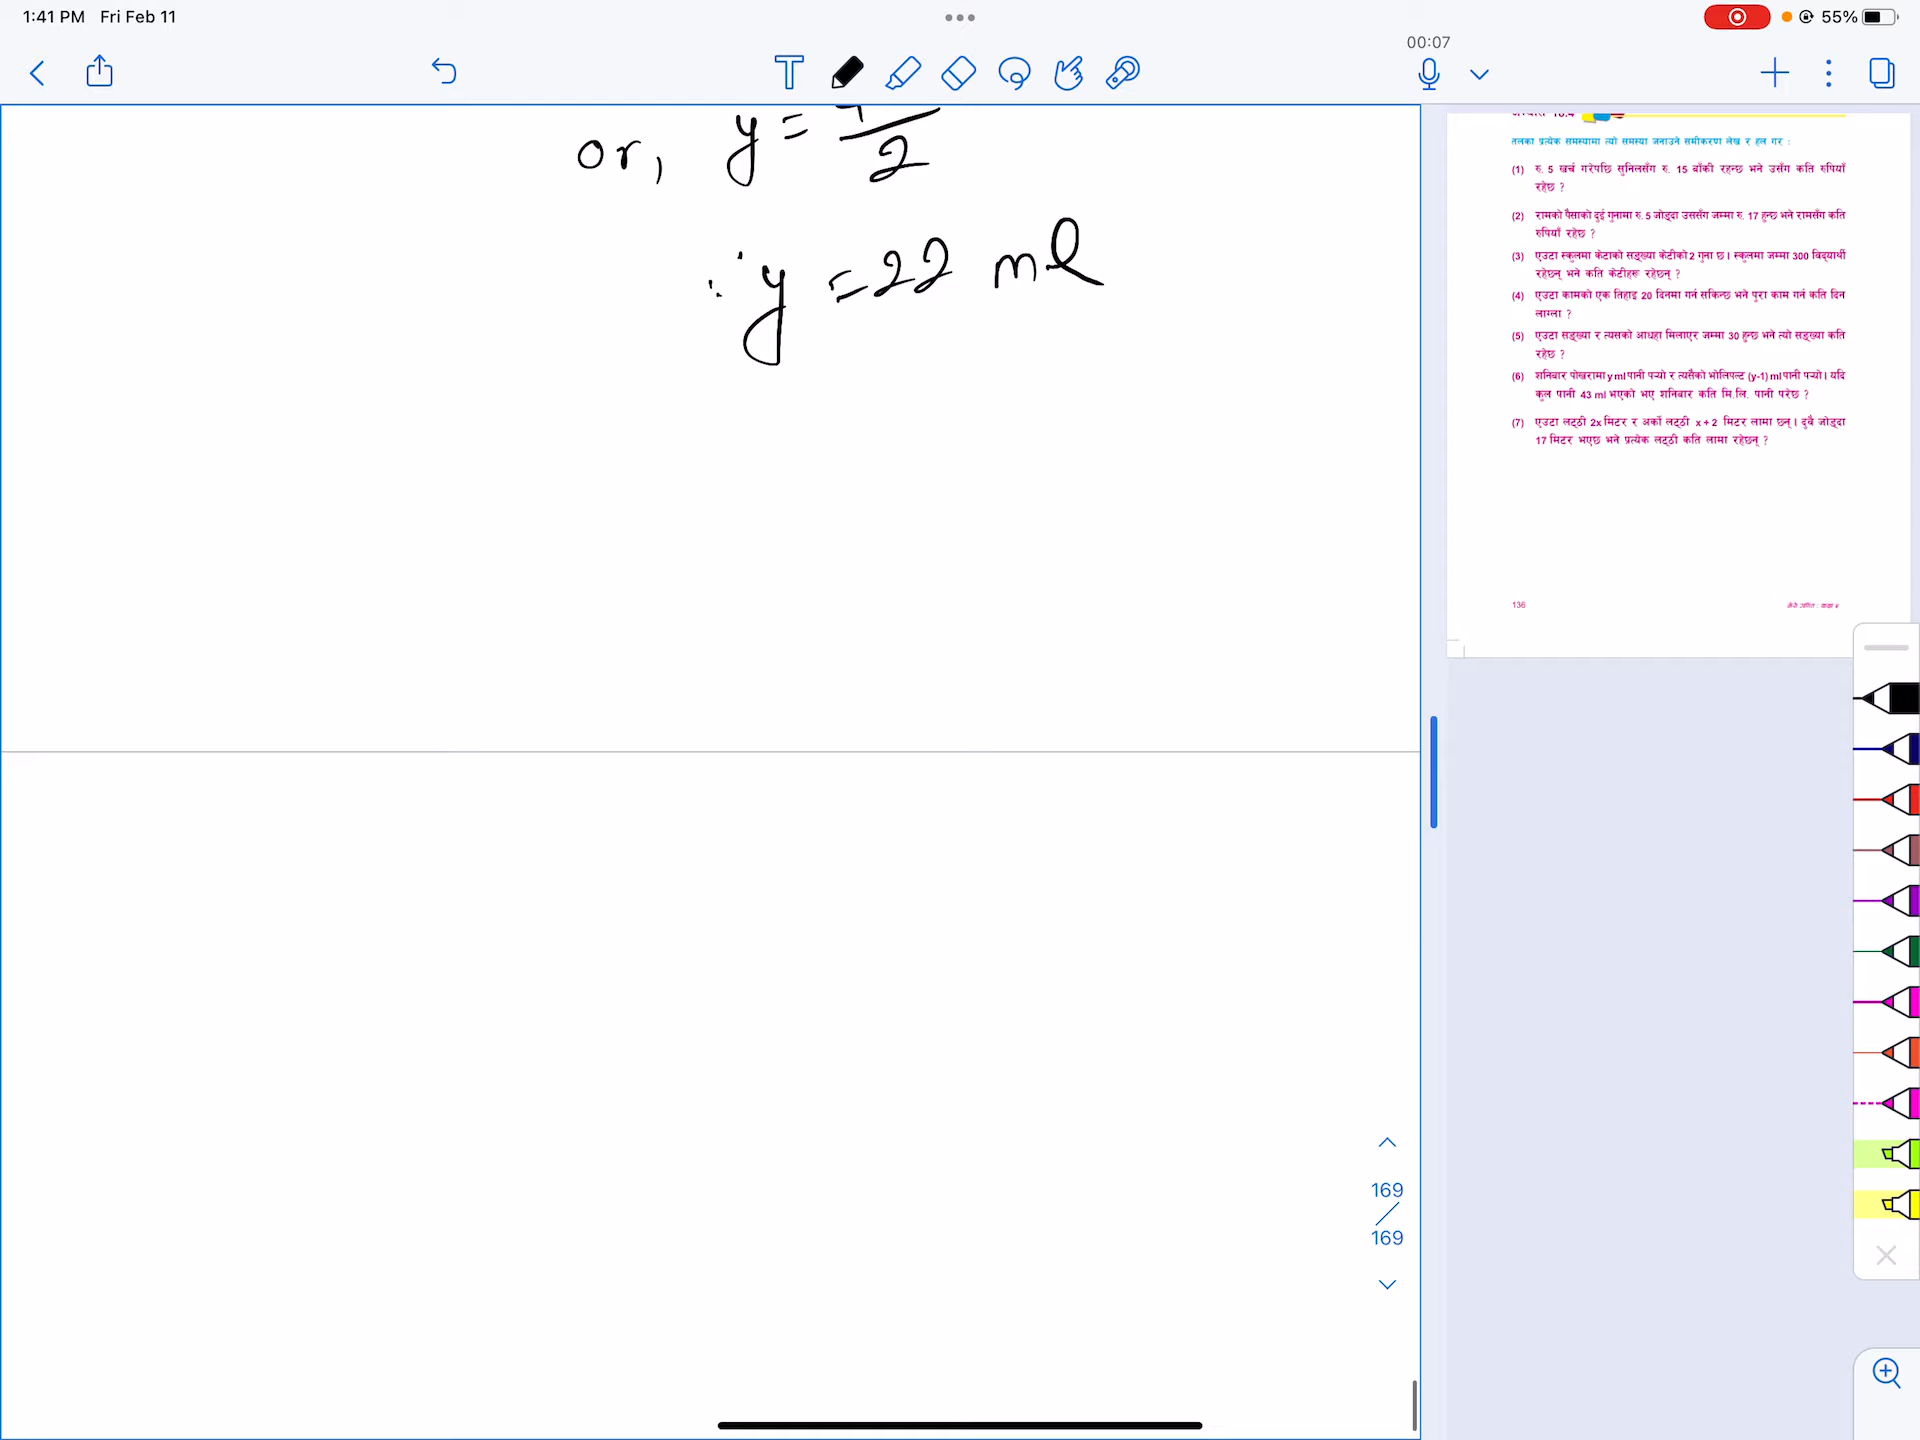 1:41 PM Fri Feb 11
55%
00:07
or, y =
2
∴ y = 22 ml
तलका प्रत्येक समस्यामा त्यो समस्या जनाउने समीकरण लेख र हल गर :
(1) रु. 5 खर्च गरेपछि सुनिलसँग रु. 15 बाँकी रहन्छ भने उसँग कति रुपियाँ
रहेछ ?
(2) रामको पैसाको दुई गुनामा रु. 5 जोड्दा उससँग जम्मा रु. 17 हुन्छ भने रामसँग कति
रुपियाँ रहेछ ?
(3) एउटा स्कुलमा केटाको सङ्ख्या केटीको 2 गुना छ । स्कुलमा जम्मा 300 विद्यार्थी
रहेछन् भने कति केटीहरू रहेछन् ?
(4) एउटा कामको एक तिहाइ 20 दिनमा गर्न सकिन्छ भने पुरा काम गर्न कति दिन
लाग्ला ?
(5) एउटा सङ्ख्या र त्यसको आधा मिलाएर जम्मा 30 हुन्छ भने त्यो सङ्ख्या कति
रहेछ ?
(6) शनिबार पोखरामा y ml पानी पऱ्यो र त्यसैको भोलिपल्ट (y-1) ml पानी पऱ्यो । यदि
कुल पानी 43 ml भएको भए शनिबार कति मि.लि. पानी परेछ ?
(7) एउटा लट्ठी 2x मिटर र अर्को लट्ठी x + 2 मिटर लामा छन् । दुवै जोड्दा
17 मिटर भएछ भने प्रत्येक लट्ठी कति लामा रहेछन् ?
136
169
169